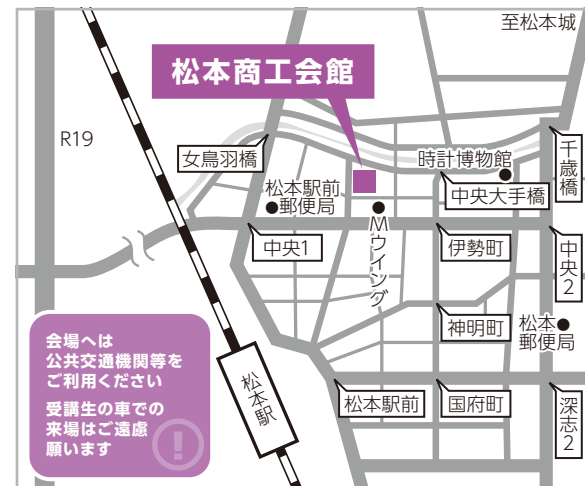 至松本城
松本商工会館
R19
女鳥羽橋
時計博物館
千歳橋
松本駅前
郵便局
中央大手橋
Mウイング
中央1
伊勢町
中央2
神明町
松本
郵便局
会場へは
公共交通機関等を
ご利用ください
受講生の車での
来場はご遠慮
願います
!
松本駅
松本駅前
国府町
深志2